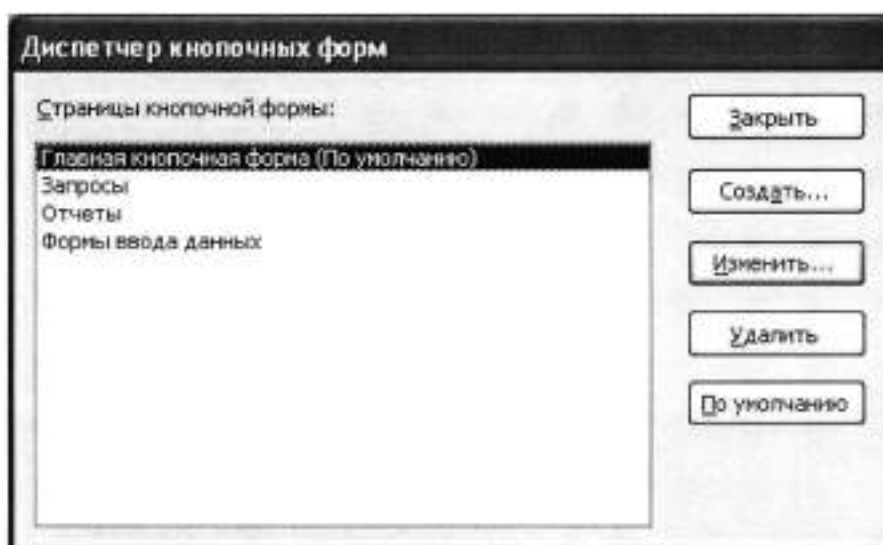 Диспетчер кнопочных форм
Страницы кнопочной формы:
Главная кнопочная форма (По умолчанию)
Запросы
Отчеты
Формы ввода данных
Закрыть
Создать...
Изменить...
Удалить
По умолчанию